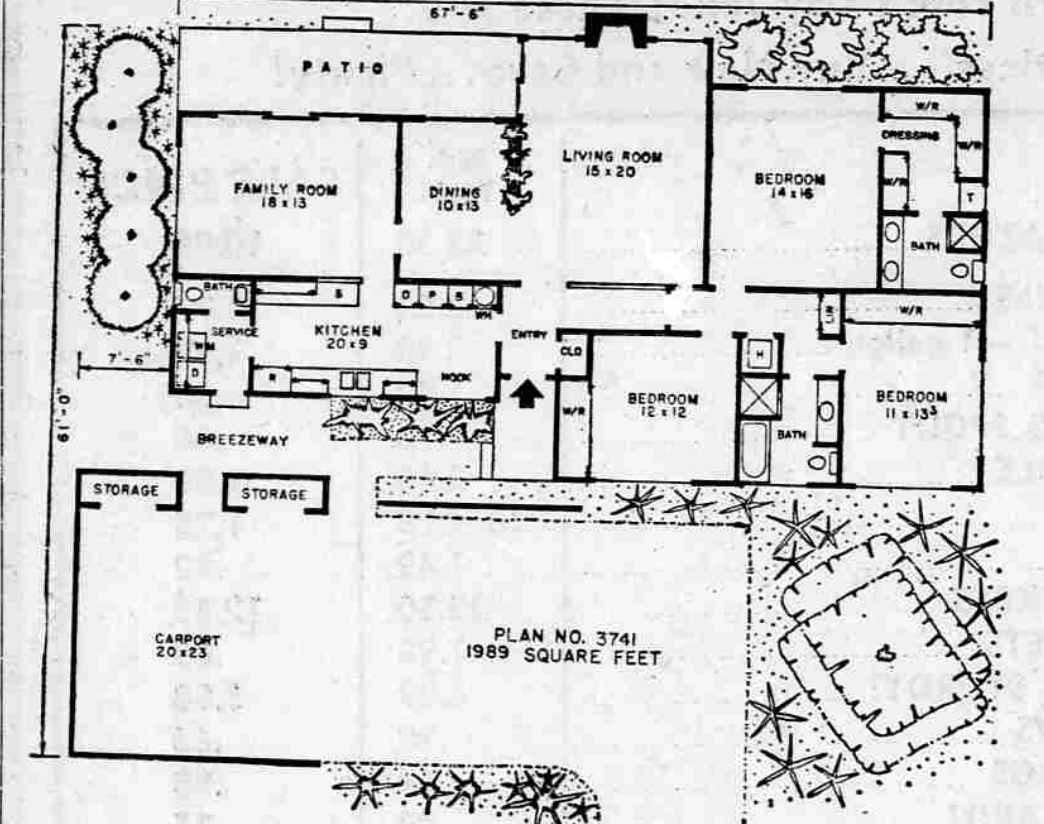 67'-6"
PATIO
W/R
DRESSING
W/R
LIVING ROOM
15 x 20
FAMILY ROOM
18 x 13
DINING
10 x 13
BEDROOM
14 x 16
W/R
T
BATH
BATH
S
O P S
WH
W/R
LIN
SERVICE
KITCHEN
20 x 9
ENTRY
WM
CLO
H
7'-6"
D
R
NOOK
BEDROOM
12 x 12
BEDROOM
11 x 13³
W/R
61'-0"
BREEZEWAY
BATH
STORAGE
STORAGE
CARPORT
20 x 23
PLAN NO. 3741
1989 SQUARE FEET